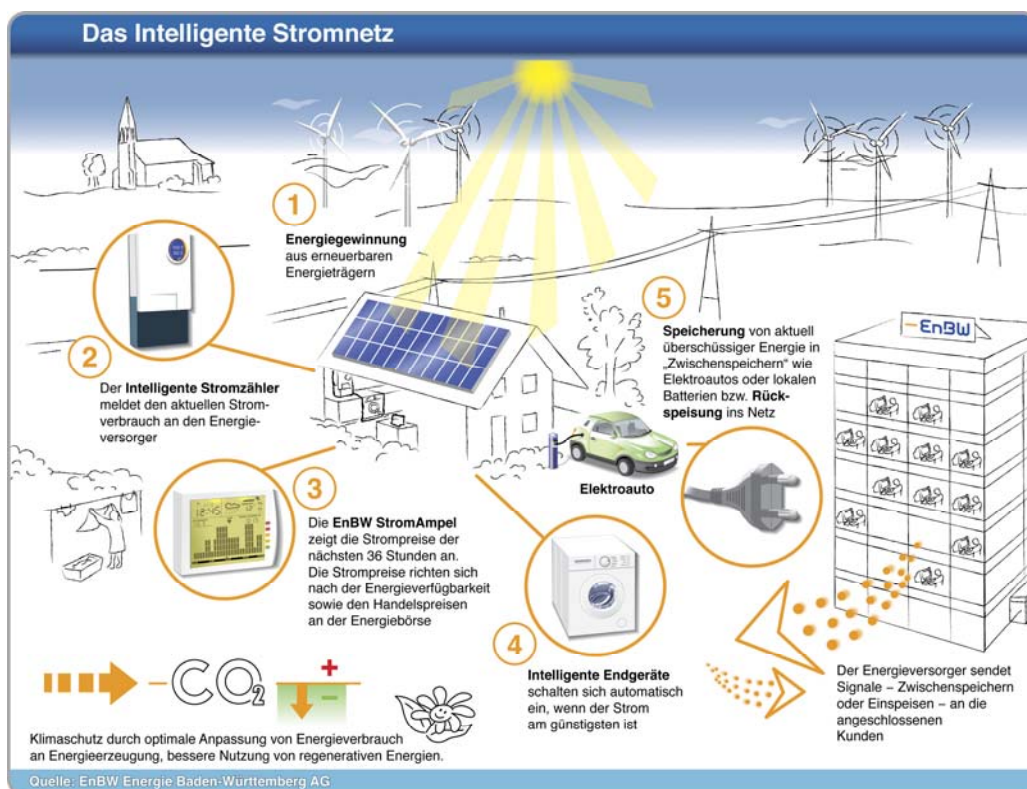 Das Intelligente Stromnetz
1
Energiegewinnung
aus erneuerbaren
Energieträgern
2
Der Intelligente Stromzähler
meldet den aktuellen Strom-
verbrauch an den Energie-
versorger
3
Die EnBW StromAmpel
zeigt die Strompreise der
nächsten 36 Stunden an.
Die Strompreise richten sich
nach der Energieverfügbarkeit
sowie den Handelspreisen
an der Energiebörse
12:45
4
Intelligente Endgeräte
schalten sich automatisch
ein, wenn der Strom
am günstigsten ist
5
Speicherung von aktuell
überschüssiger Energie in
„Zwischenspeichern“ wie
Elektroautos oder lokalen
Batterien bzw. Rück-
speisung ins Netz
Elektroauto
EnBW
Der Energieversorger sendet
Signale – Zwischenspeichern
oder Einspeisen – an die
angeschlossenen
Kunden
CO2
+
–
Klimaschutz durch optimale Anpassung von Energieverbrauch
an Energieerzeugung, bessere Nutzung von regenerativen Energien.
Quelle: EnBW Energie Baden-Württemberg AG